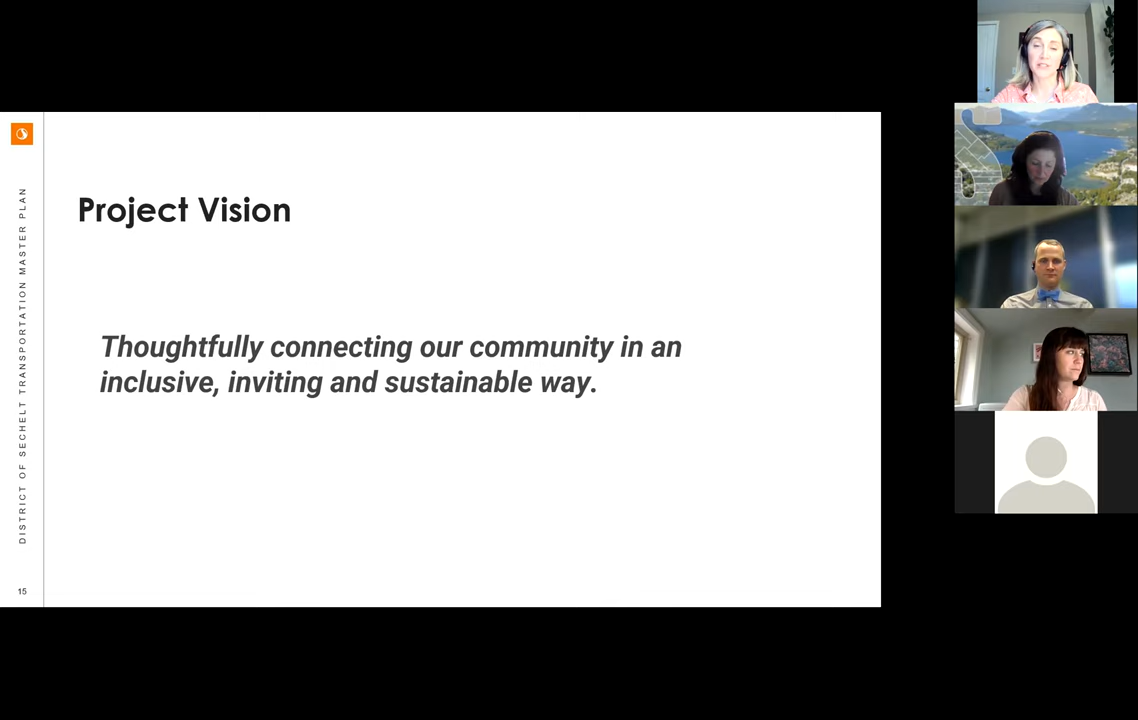 Project Vision
Thoughtfully connecting our community in an
inclusive, inviting and sustainable way.
DISTRICT OF SECHELT TRANSPORTATION MASTER PLAN
15